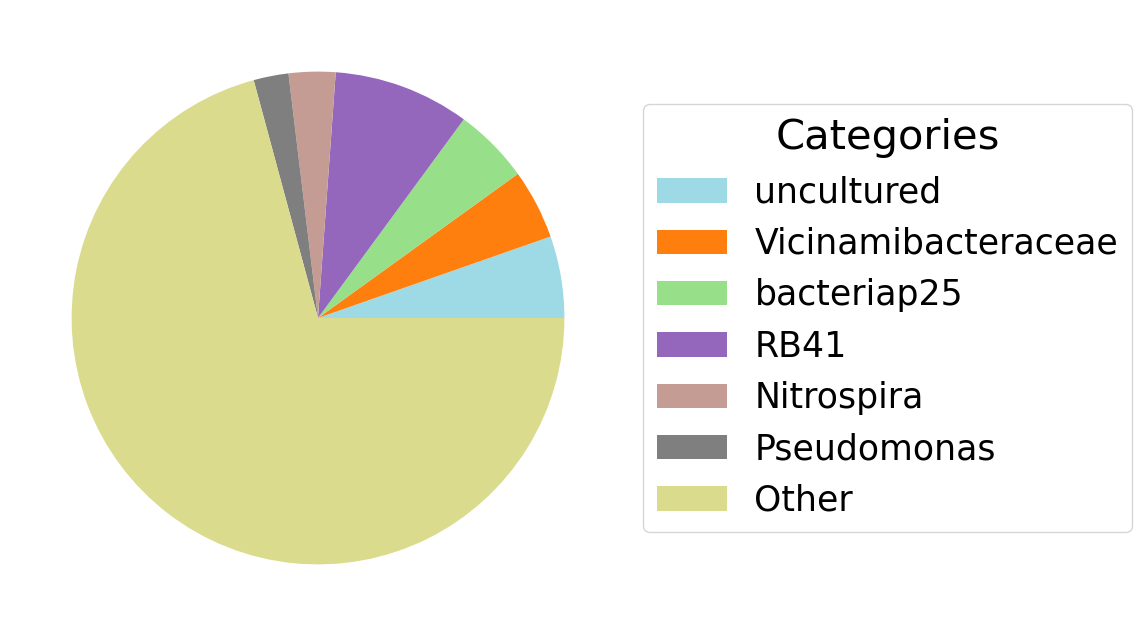 Categories
uncultured
Vicinamibacteraceae
bacteriap25
RB41
Nitrospira
Pseudomonas
Other